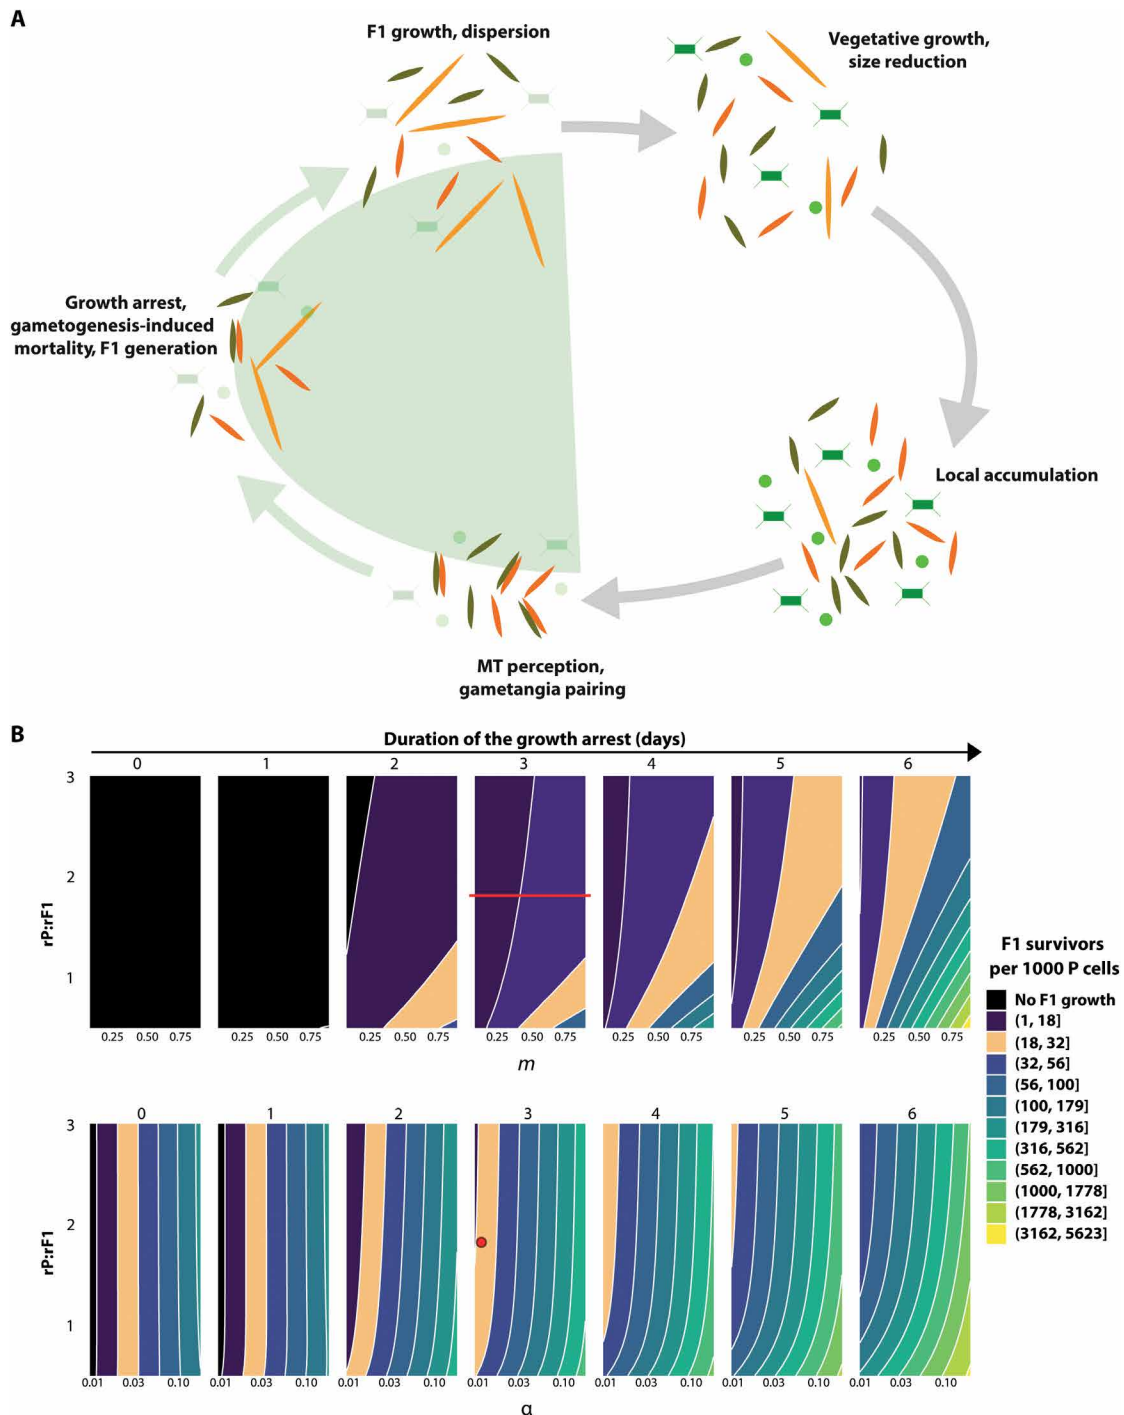 A
F1 growth, dispersion
Vegetative growth,
size reduction
Growth arrest,
gametogenesis-induced
mortality, F1 generation
Local accumulation
MT perception,
gametangia pairing
B
Duration of the growth arrest (days)
0 1 2 3 4 5 6
3
2
1
rP:rF1
0.25 0.50 0.75 0.25 0.50 0.75 0.25 0.50 0.75 0.25 0.50 0.75 0.25 0.50 0.75 0.25 0.50 0.75 0.25 0.50 0.75
m
F1 survivors
per 1000 P cells
No F1 growth
(1, 18]
(18, 32]
(32, 56]
(56, 100]
(100, 179]
(179, 316]
(316, 562]
(562, 1000]
(1000, 1778]
(1778, 3162]
(3162, 5623]
0 1 2 3 4 5 6
3
2
1
rP:rF1
0.01 0.03 0.10 0.01 0.03 0.10 0.01 0.03 0.10 0.01 0.03 0.10 0.01 0.03 0.10 0.01 0.03 0.10 0.01 0.03 0.10
α